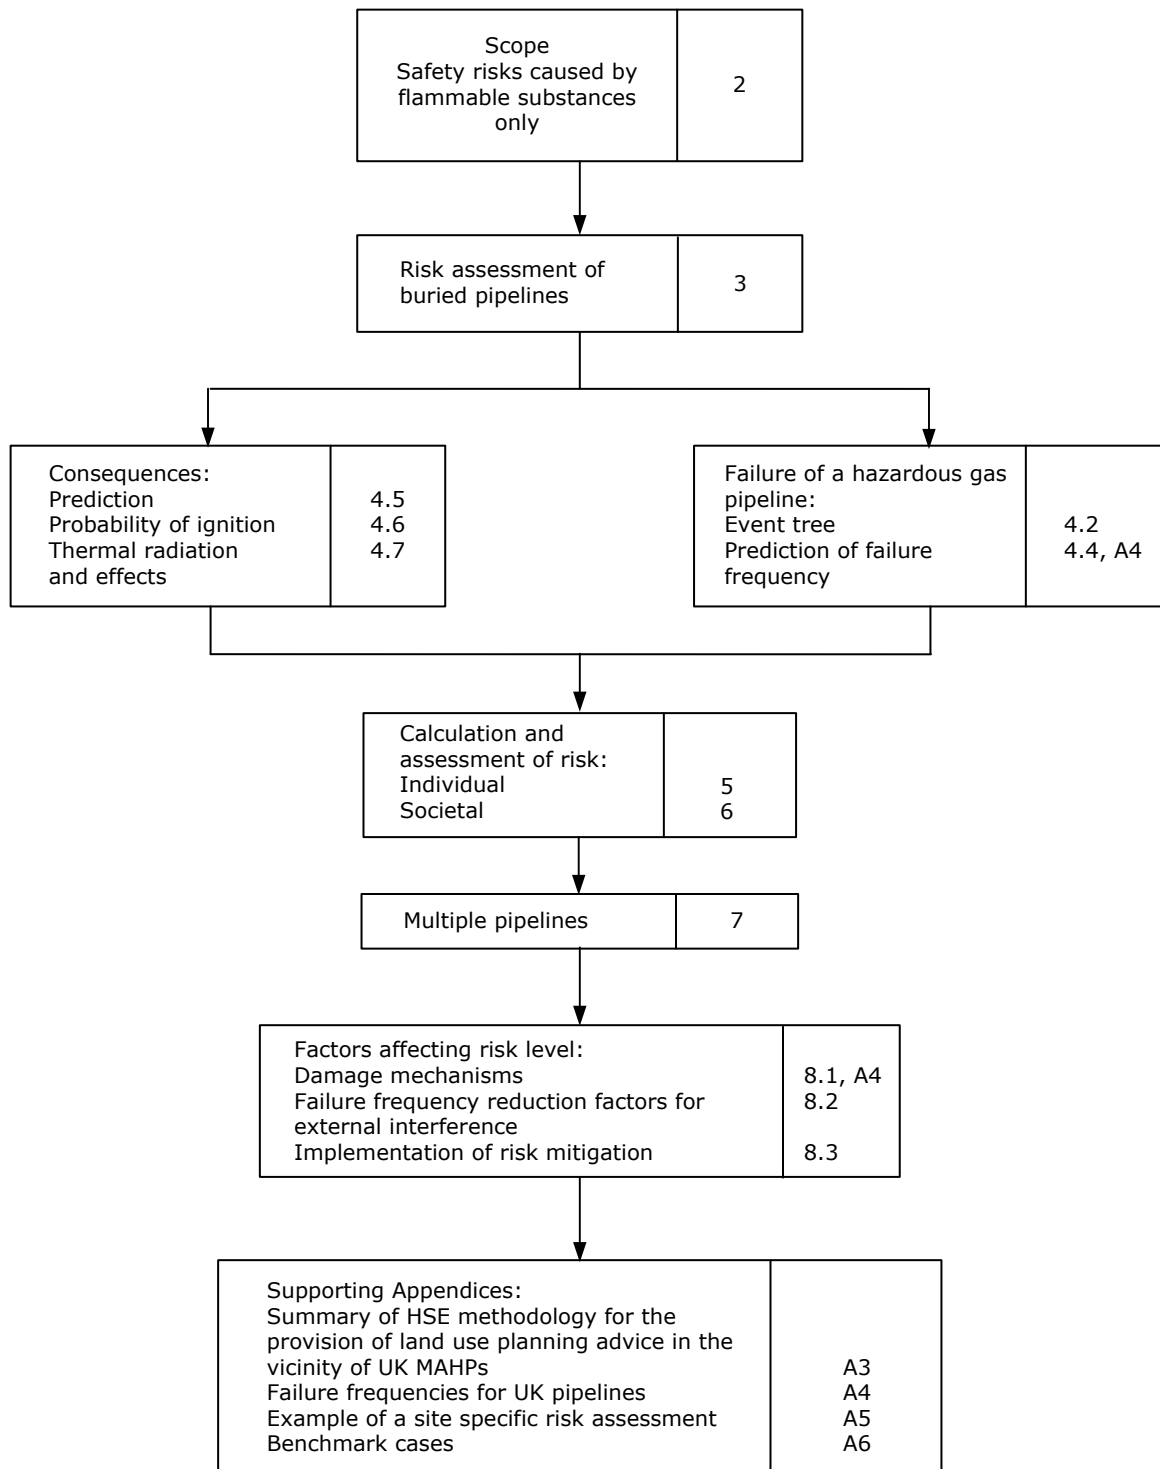 Scope
Safety risks caused by
flammable substances
only
2
Risk assessment of
buried pipelines
3
Consequences:
Prediction 4.5
Probability of ignition 4.6
Thermal radiation 4.7
and effects
Failure of a hazardous gas
pipeline:
Event tree 4.2
Prediction of failure 4.4, A4
frequency
Calculation and
assessment of risk:
Individual 5
Societal 6
Multiple pipelines 7
Factors affecting risk level:
Damage mechanisms 8.1, A4
Failure frequency reduction factors for 8.2
external interference
Implementation of risk mitigation 8.3
Supporting Appendices:
Summary of HSE methodology for the
provision of land use planning advice in the
vicinity of UK MAHPs A3
Failure frequencies for UK pipelines A4
Example of a site specific risk assessment A5
Benchmark cases A6